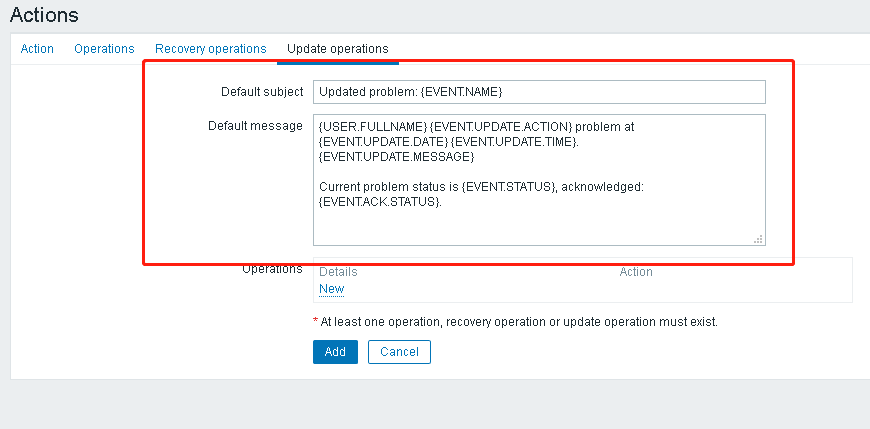 Actions
Action Operations Recovery operations Update operations
Default subject Updated problem: {EVENT.NAME}
Default message {USER.FULLNAME} {EVENT.UPDATE.ACTION} problem at
{EVENT.UPDATE.DATE} {EVENT.UPDATE.TIME}.
{EVENT.UPDATE.MESSAGE}
Current problem status is {EVENT.STATUS}, acknowledged:
{EVENT.ACK.STATUS}.
Operations Details Action
New
* At least one operation, recovery operation or update operation must exist.
Add Cancel